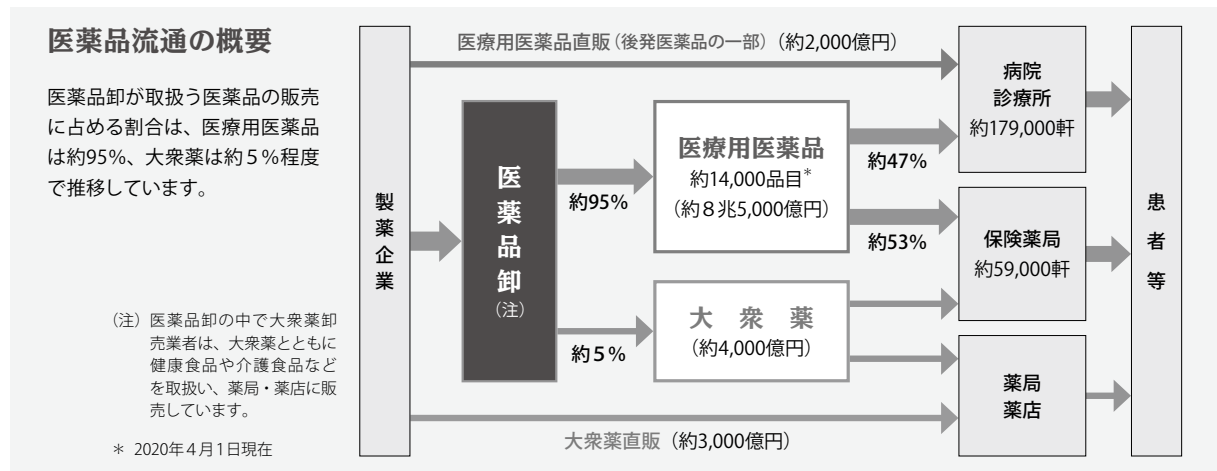 医薬品流通の概要
医薬品卸が取扱う医薬品の販売
に占める割合は、医療用医薬品
は約95%、大衆薬は約5%程度
で推移しています。
(注)医薬品卸の中で大衆薬卸
売業者は、大衆薬とともに
健康食品や介護食品など
を取扱い、薬局・薬店に販
売しています。
* 2020年4月1日現在
製薬企業
医療用医薬品直販(後発医薬品の一部)(約2,000億円)
医薬品卸
(注)
約95%
約5%
医療用医薬品
約14,000品目*
(約8兆5,000億円)
大 衆 薬
(約4,000億円)
約47%
約53%
大衆薬直販(約3,000億円)
病院
診療所
約179,000軒
保険薬局
約59,000軒
薬局
薬店
患者等